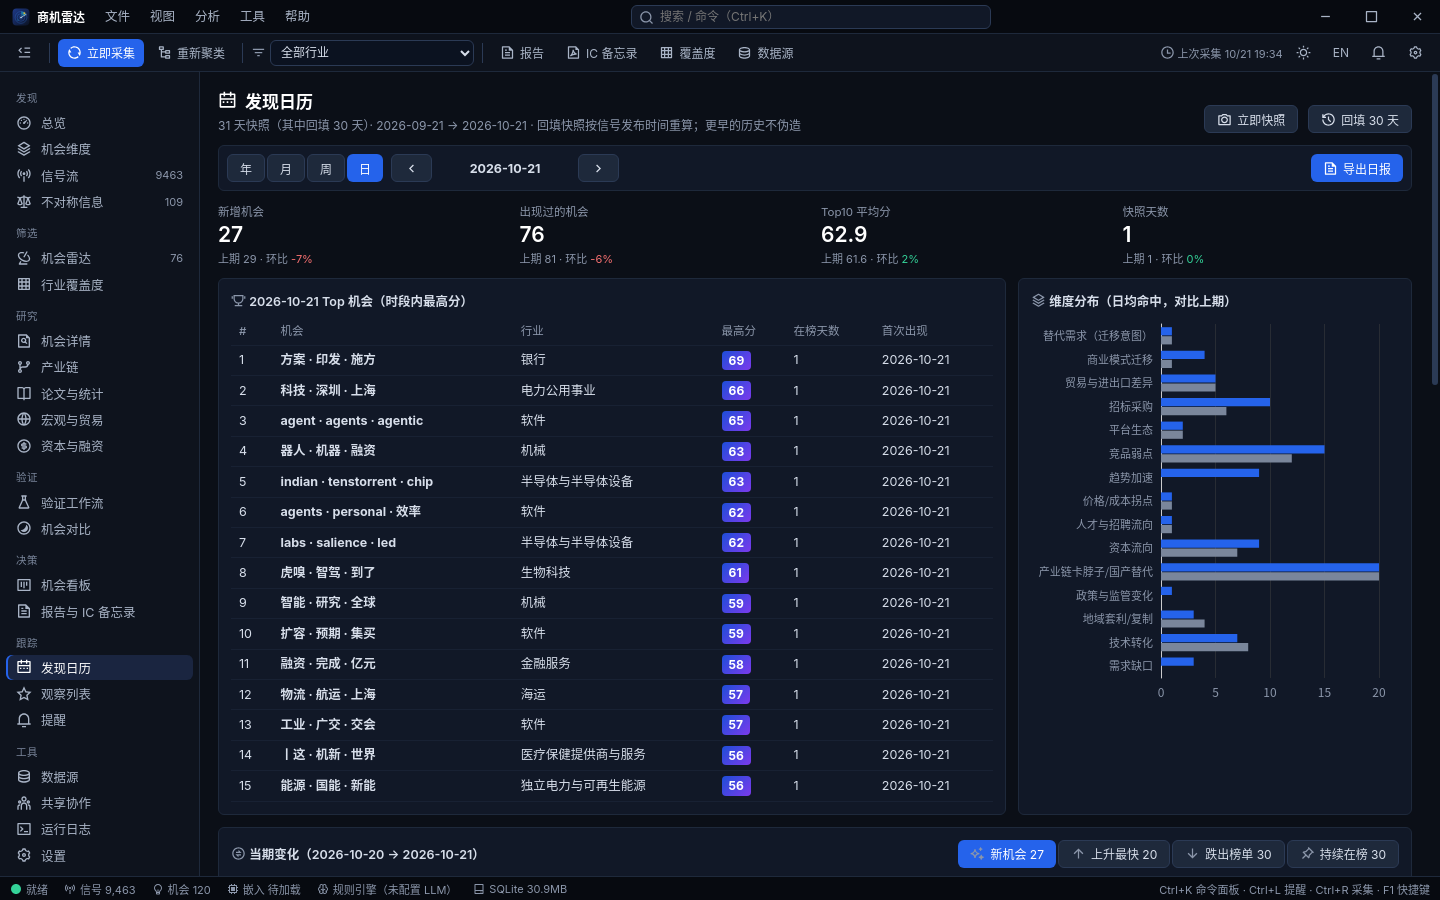 商机雷达 文件 视图 分析 工具 帮助 搜索 / 命令（Ctrl+K）
立即采集 重新聚类 全部行业 报告 IC 备忘录 覆盖度 数据源 上次采集 10/21 19:34 EN
发现
总览
机会维度
信号流 9463
不对称信息 109
筛选
机会雷达 76
行业覆盖度
研究
机会详情
产业链
论文与统计
宏观与贸易
资本与融资
验证
验证工作流
机会对比
决策
机会看板
报告与 IC 备忘录
跟踪
发现日历
观察列表
提醒
工具
数据源
共享协作
运行日志
设置
发现日历
31 天快照（其中回填 30 天）· 2026-09-21 → 2026-10-21 · 回填快照按信号发布时间重算；更早的历史不伪造
立即快照 回填 30 天
年 月 周 日 2026-10-21 导出日报
新增机会 出现过的机会 Top10 平均分 快照天数
27 76 62.9 1
上期 29 · 环比 -7% 上期 81 · 环比 -6% 上期 61.6 · 环比 2% 上期 1 · 环比 0%
2026-10-21 Top 机会（时段内最高分）
# 机会 行业 最高分 在榜天数 首次出现
1 方案 · 印发 · 施方 银行 69 1 2026-10-21
2 科技 · 深圳 · 上海 电力公用事业 66 1 2026-10-21
3 agent · agents · agentic 软件 65 1 2026-10-21
4 器人 · 机器 · 融资 机械 63 1 2026-10-21
5 indian · tenstorrent · chip 半导体与半导体设备 63 1 2026-10-21
6 agents · personal · 效率 软件 62 1 2026-10-21
7 labs · salience · led 半导体与半导体设备 62 1 2026-10-21
8 虎嗅 · 智驾 · 到了 生物科技 61 1 2026-10-21
9 智能 · 研究 · 全球 机械 59 1 2026-10-21
10 扩容 · 预期 · 集买 软件 59 1 2026-10-21
11 融资 · 完成 · 亿元 金融服务 58 1 2026-10-21
12 物流 · 航运 · 上海 海运 57 1 2026-10-21
13 工业 · 广交 · 交会 软件 57 1 2026-10-21
14 丨这 · 机新 · 世界 医疗保健提供商与服务 56 1 2026-10-21
15 能源 · 国能 · 新能 独立电力与可再生能源 56 1 2026-10-21
维度分布（日均命中，对比上期）
替代需求（迁移意图）
商业模式迁移
贸易与进出口差异
招标采购
平台生态
竞品弱点
趋势加速
价格/成本拐点
人才与招聘流向
资本流向
产业链卡脖子/国产替代
政策与监管变化
地域套利/复制
技术转化
需求缺口
0 5 10 15 20
当期变化（2026-10-20 → 2026-10-21）
新机会 27 上升最快 20 跌出榜单 30 持续在榜 30
就绪 信号 9,463 机会 120 嵌入 待加载 规则引擎（未配置 LLM） SQLite 30.9MB Ctrl+K 命令面板 · Ctrl+L 提醒 · Ctrl+R 采集 · F1 快捷键